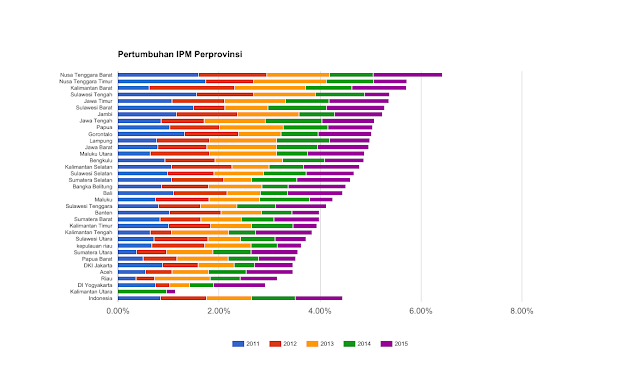 Pertumbuhan IPM Perprovinsi
Nusa Tenggara Barat
Nusa Tenggara Timur
Kalimantan Barat
Sulawesi Tengah
Jawa Timur
Sulawesi Barat
Jambi
Jawa Tengah
Papua
Gorontalo
Lampung
Jawa Barat
Maluku Utara
Bengkulu
Kalimantan Selatan
Sulawesi Selatan
Sumatera Selatan
Bangka Belitung
Bali
Maluku
Sulawesi Tenggara
Banten
Sumatera Barat
Kalimantan Timur
Kalimantan Tengah
Sulawesi Utara
kepulauan riau
Sumatera Utara
Papua Barat
DKI Jakarta
Aceh
Riau
DI Yogyakarta
Kalimantan Utara
Indonesia
0.00% 2.00% 4.00% 6.00% 8.00%
2011 2012 2013 2014 2015